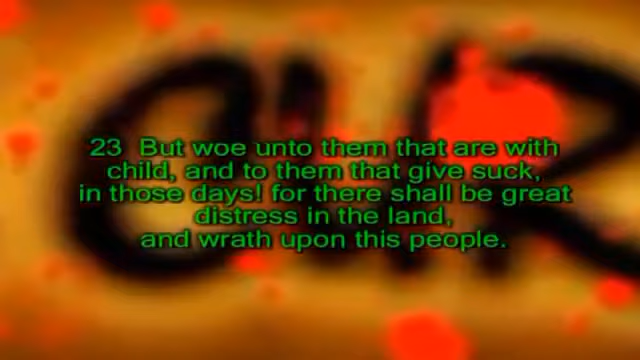 23 But woe unto them that are with
child, and to them that give suck,
in those days! for there shall be great
distress in the land,
and wrath upon this people.